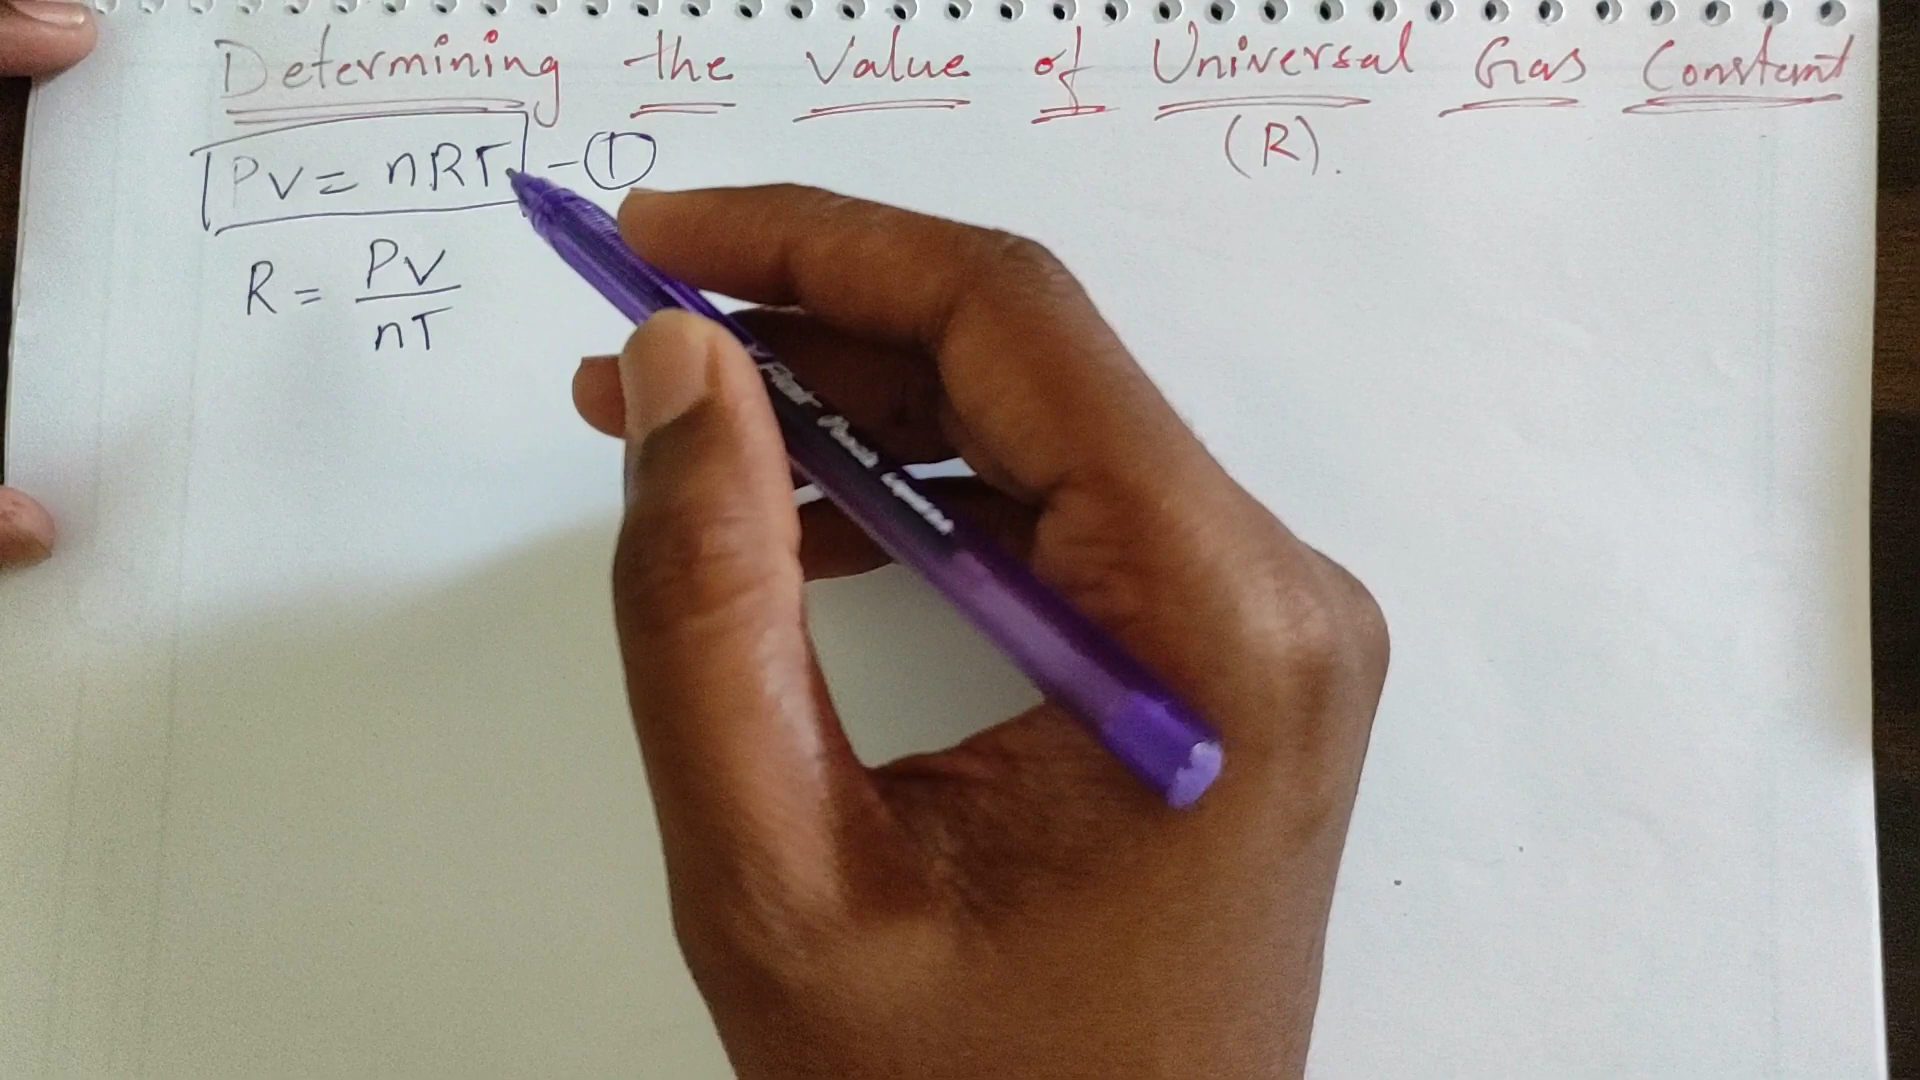 Determining the Value of Universal Gas Constant
(R).
PV = nRT - ①
R = PV
nT